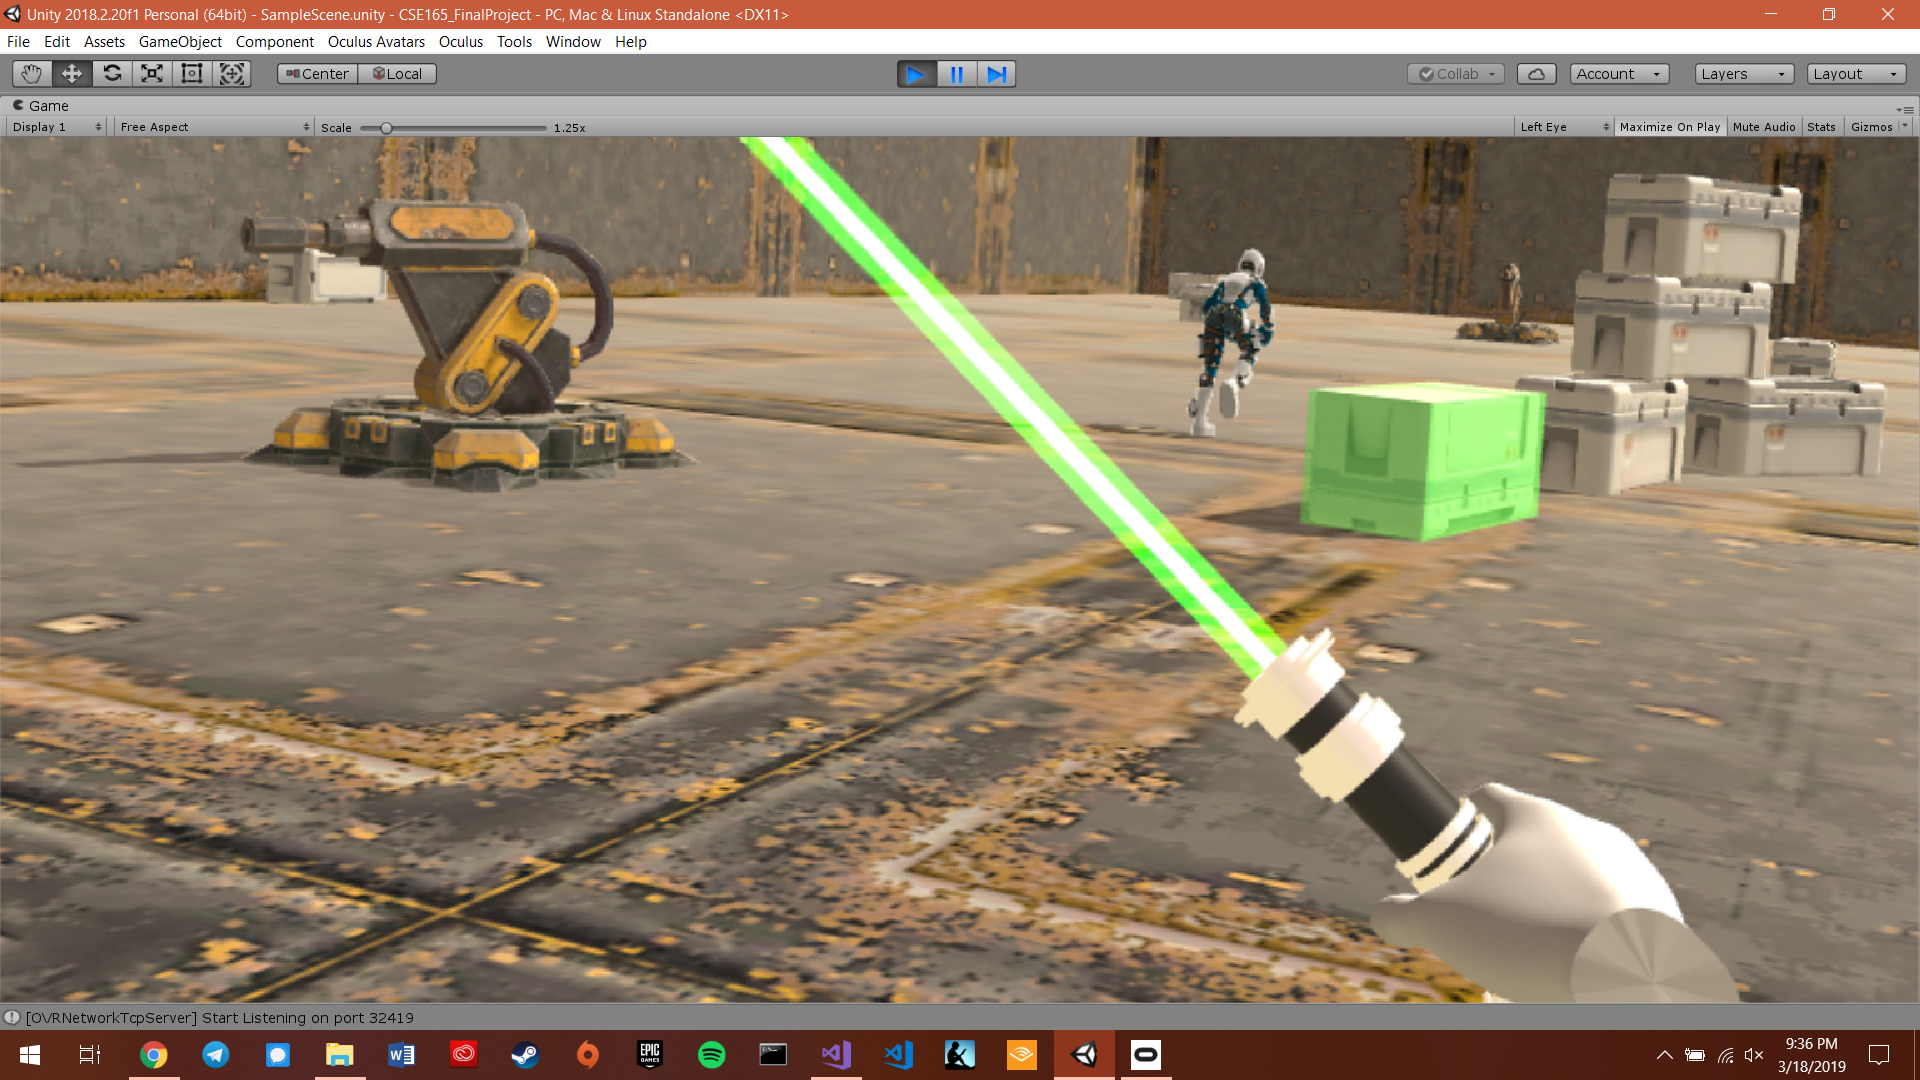 Unity 2018.2.20f1 Personal (64bit) - SampleScene.unity - CSE165_FinalProject - PC, Mac & Linux Standalone <DX11>
File Edit Assets GameObject Component Oculus Avatars Oculus Tools Window Help
Center Local Collab Account Layers Layout
Game
Display 1 Free Aspect Scale 1.25x Left Eye Maximize On Play Mute Audio Stats Gizmos
[OVRNetworkTcpServer] Start Listening on port 32419
EPIC
GAMES
9:36 PM
3/18/2019